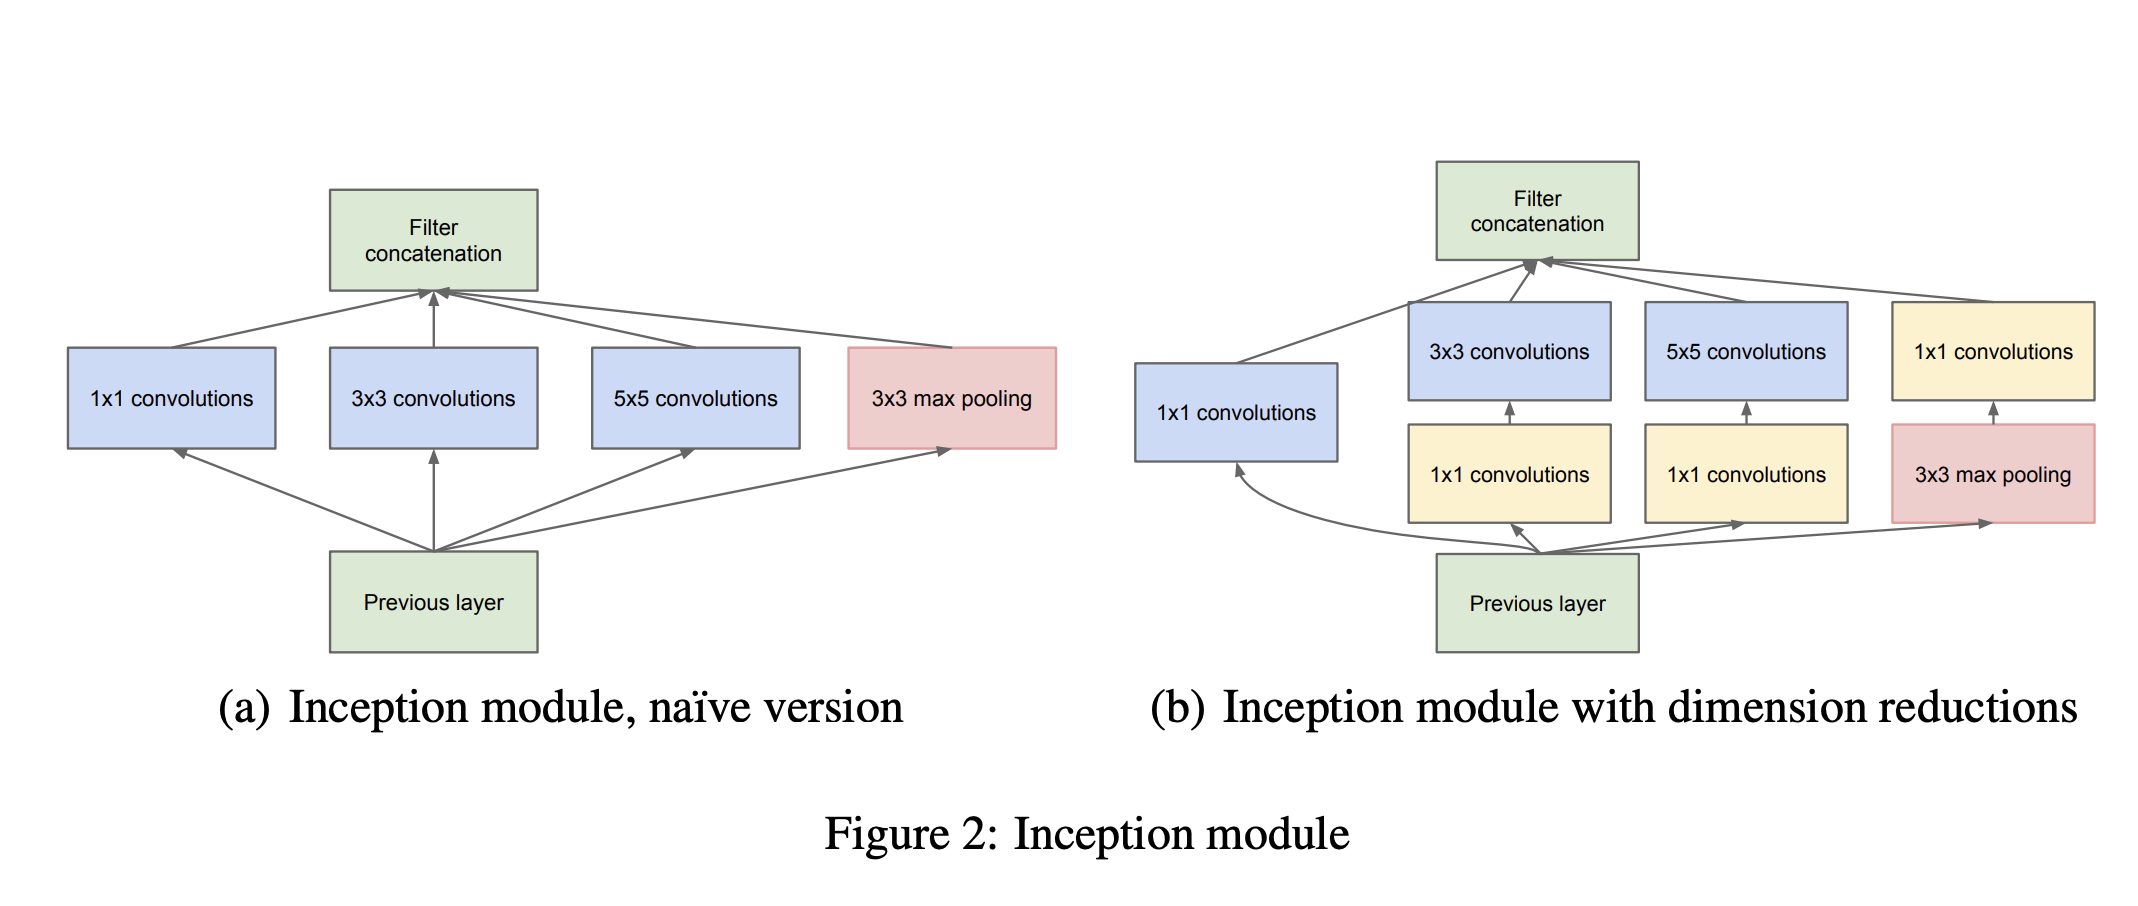 Filter
concatenation
1x1 convolutions
3x3 convolutions
5x5 convolutions
3x3 max pooling
Previous layer
(a) Inception module, naïve version
Filter
concatenation
3x3 convolutions
5x5 convolutions
1x1 convolutions
1x1 convolutions
1x1 convolutions
1x1 convolutions
3x3 max pooling
Previous layer
(b) Inception module with dimension reductions
Figure 2: Inception module